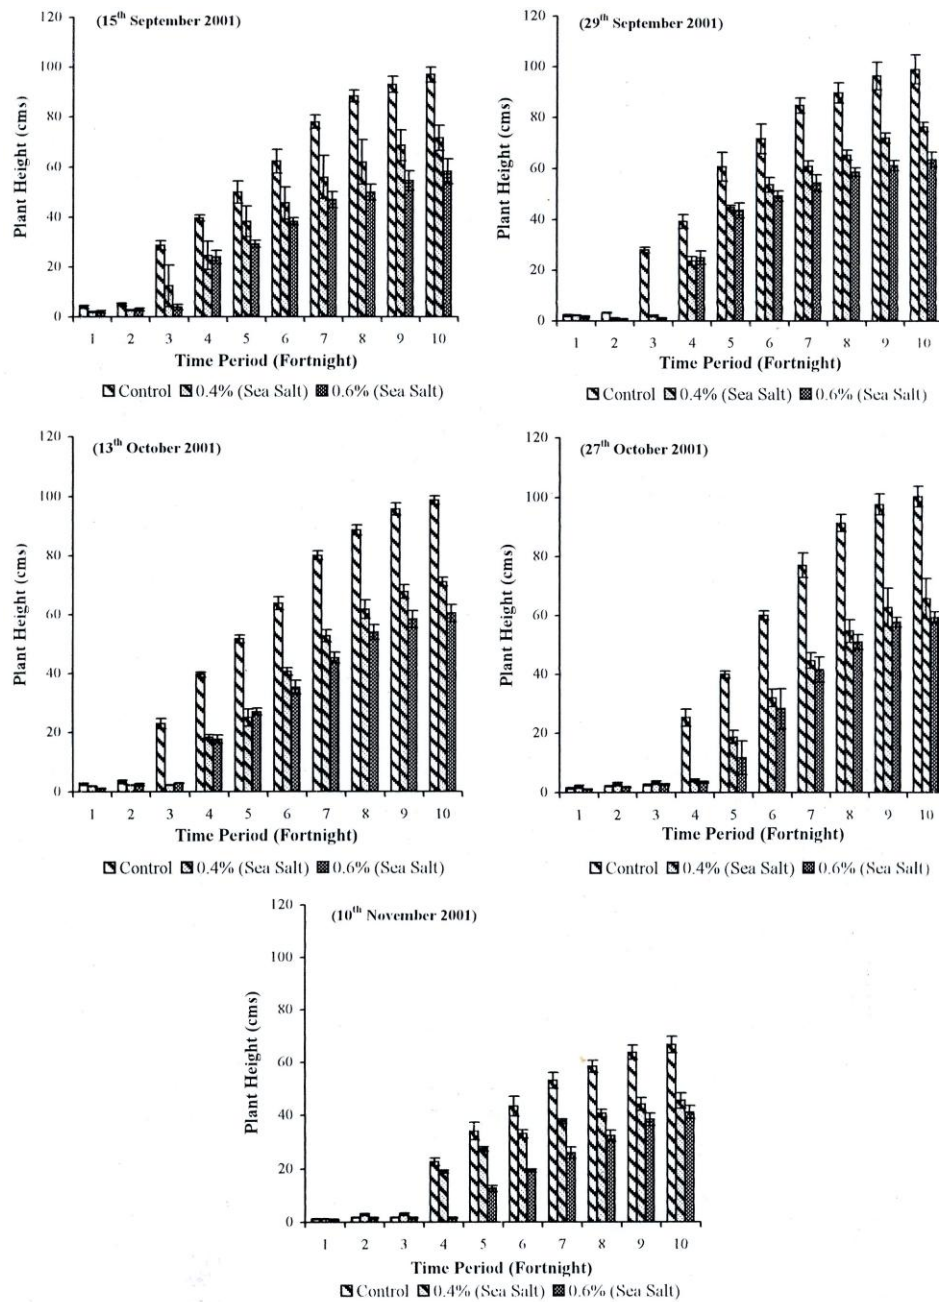 (15th September 2001)
120
100
80
60
40
20
0
Plant Height (cms)
1 2 3 4 5 6 7 8 9 10
Time Period (Fortnight)
Control 0.4% (Sea Salt) 0.6% (Sea Salt)
(29th September 2001)
120
100
80
60
40
20
0
Plant Height (cms)
1 2 3 4 5 6 7 8 9 10
Time Period (Fortnight)
Control 0.4% (Sea Salt) 0.6% (Sea Salt)
(13th October 2001)
120
100
80
60
40
20
0
Plant Height (cms)
1 2 3 4 5 6 7 8 9 10
Time Period (Fortnight)
Control 0.4% (Sea Salt) 0.6% (Sea Salt)
(27th October 2001)
120
100
80
60
40
20
0
Plant Height (cms)
1 2 3 4 5 6 7 8 9 10
Time Period (Fortnight)
Control 0.4% (Sea Salt) 0.6% (Sea Salt)
(10th November 2001)
120
100
80
60
40
20
0
Plant Height (cms)
1 2 3 4 5 6 7 8 9 10
Time Period (Fortnight)
Control 0.4% (Sea Salt) 0.6% (Sea Salt)